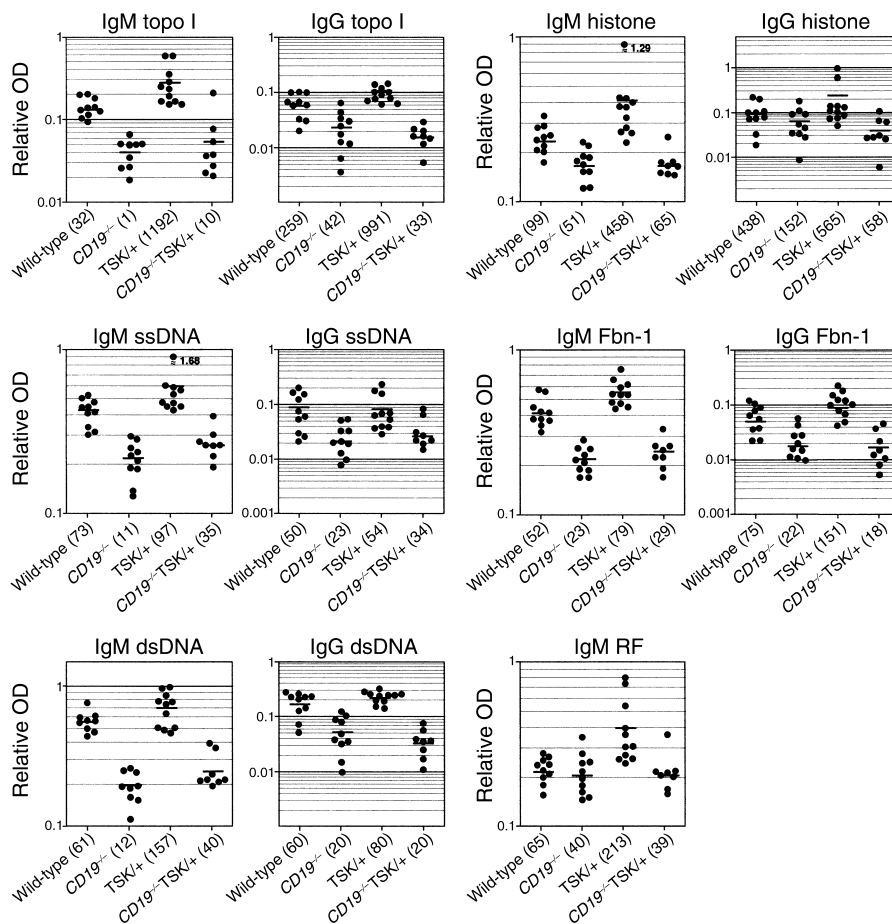 IgM topo I
IgG topo I
IgM histone
IgG histone
Relative OD
1
0.1
0.01
1
0.1
0.01
Relative OD
1
≈ 1.29
0.1
1
0.1
0.01
Wild-type (32)
CD19-/- (1)
TSK/+ (1192)
CD19-/-TSK/+ (10)
Wild-type (259)
CD19-/- (42)
TSK/+ (991)
CD19-/-TSK/+ (33)
Wild-type (99)
CD19-/- (51)
TSK/+ (458)
CD19-/-TSK/+ (65)
Wild-type (438)
CD19-/- (152)
TSK/+ (565)
CD19-/-TSK/+ (58)
IgM ssDNA
IgG ssDNA
IgM Fbn-1
IgG Fbn-1
Relative OD
1
≈ 1.68
0.1
1
0.1
0.01
0.001
Relative OD
1
0.1
1
0.1
0.01
0.001
Wild-type (73)
CD19-/- (11)
TSK/+ (97)
CD19-/-TSK/+ (35)
Wild-type (50)
CD19-/- (23)
TSK/+ (54)
CD19-/-TSK/+ (34)
Wild-type (52)
CD19-/- (23)
TSK/+ (79)
CD19-/-TSK/+ (29)
Wild-type (75)
CD19-/- (22)
TSK/+ (151)
CD19-/-TSK/+ (18)
IgM dsDNA
IgG dsDNA
IgM RF
Relative OD
1
0.1
1
0.1
0.01
Relative OD
1
0.1
Wild-type (61)
CD19-/- (12)
TSK/+ (157)
CD19-/-TSK/+ (40)
Wild-type (60)
CD19-/- (20)
TSK/+ (80)
CD19-/-TSK/+ (20)
Wild-type (65)
CD19-/- (40)
TSK/+ (213)
CD19-/-TSK/+ (39)